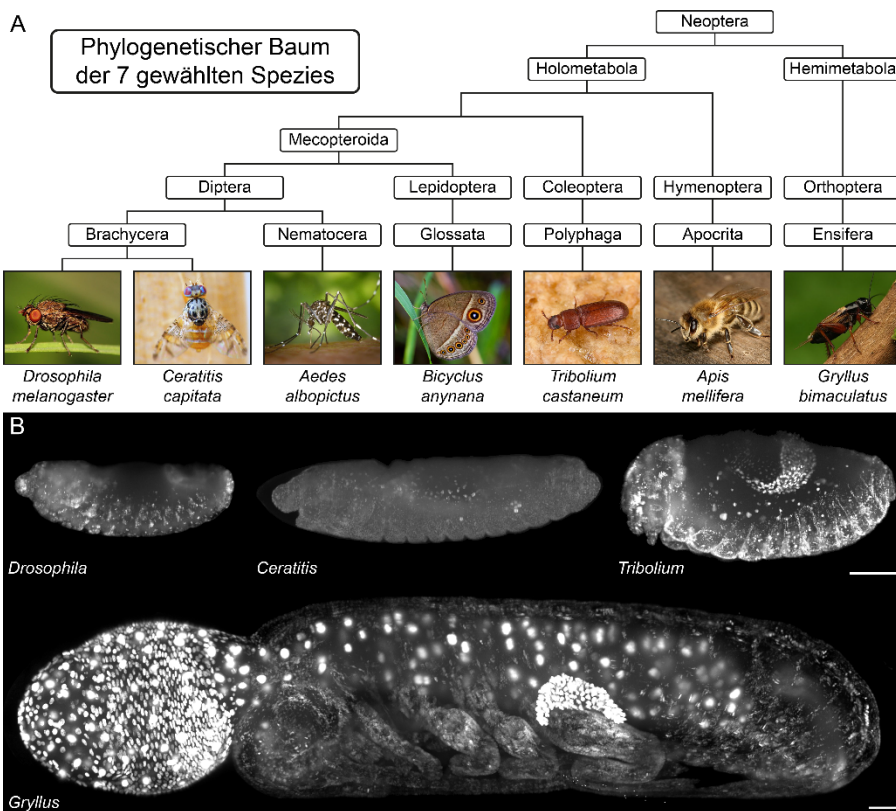 A
Phylogenetischer Baum
der 7 gewählten Spezies
Neoptera
Holometabola
Hemimetabola
Mecopteroida
Diptera
Lepidoptera
Coleoptera
Hymenoptera
Orthoptera
Brachycera
Nematocera
Glossata
Polyphaga
Apocrita
Ensifera
Drosophila
melanogaster
Ceratitis
capitata
Aedes
albopictus
Bicyclus
anynana
Tribolium
castaneum
Apis
mellifera
Gryllus
bimaculatus
B
Drosophila
Ceratitis
Tribolium
Gryllus